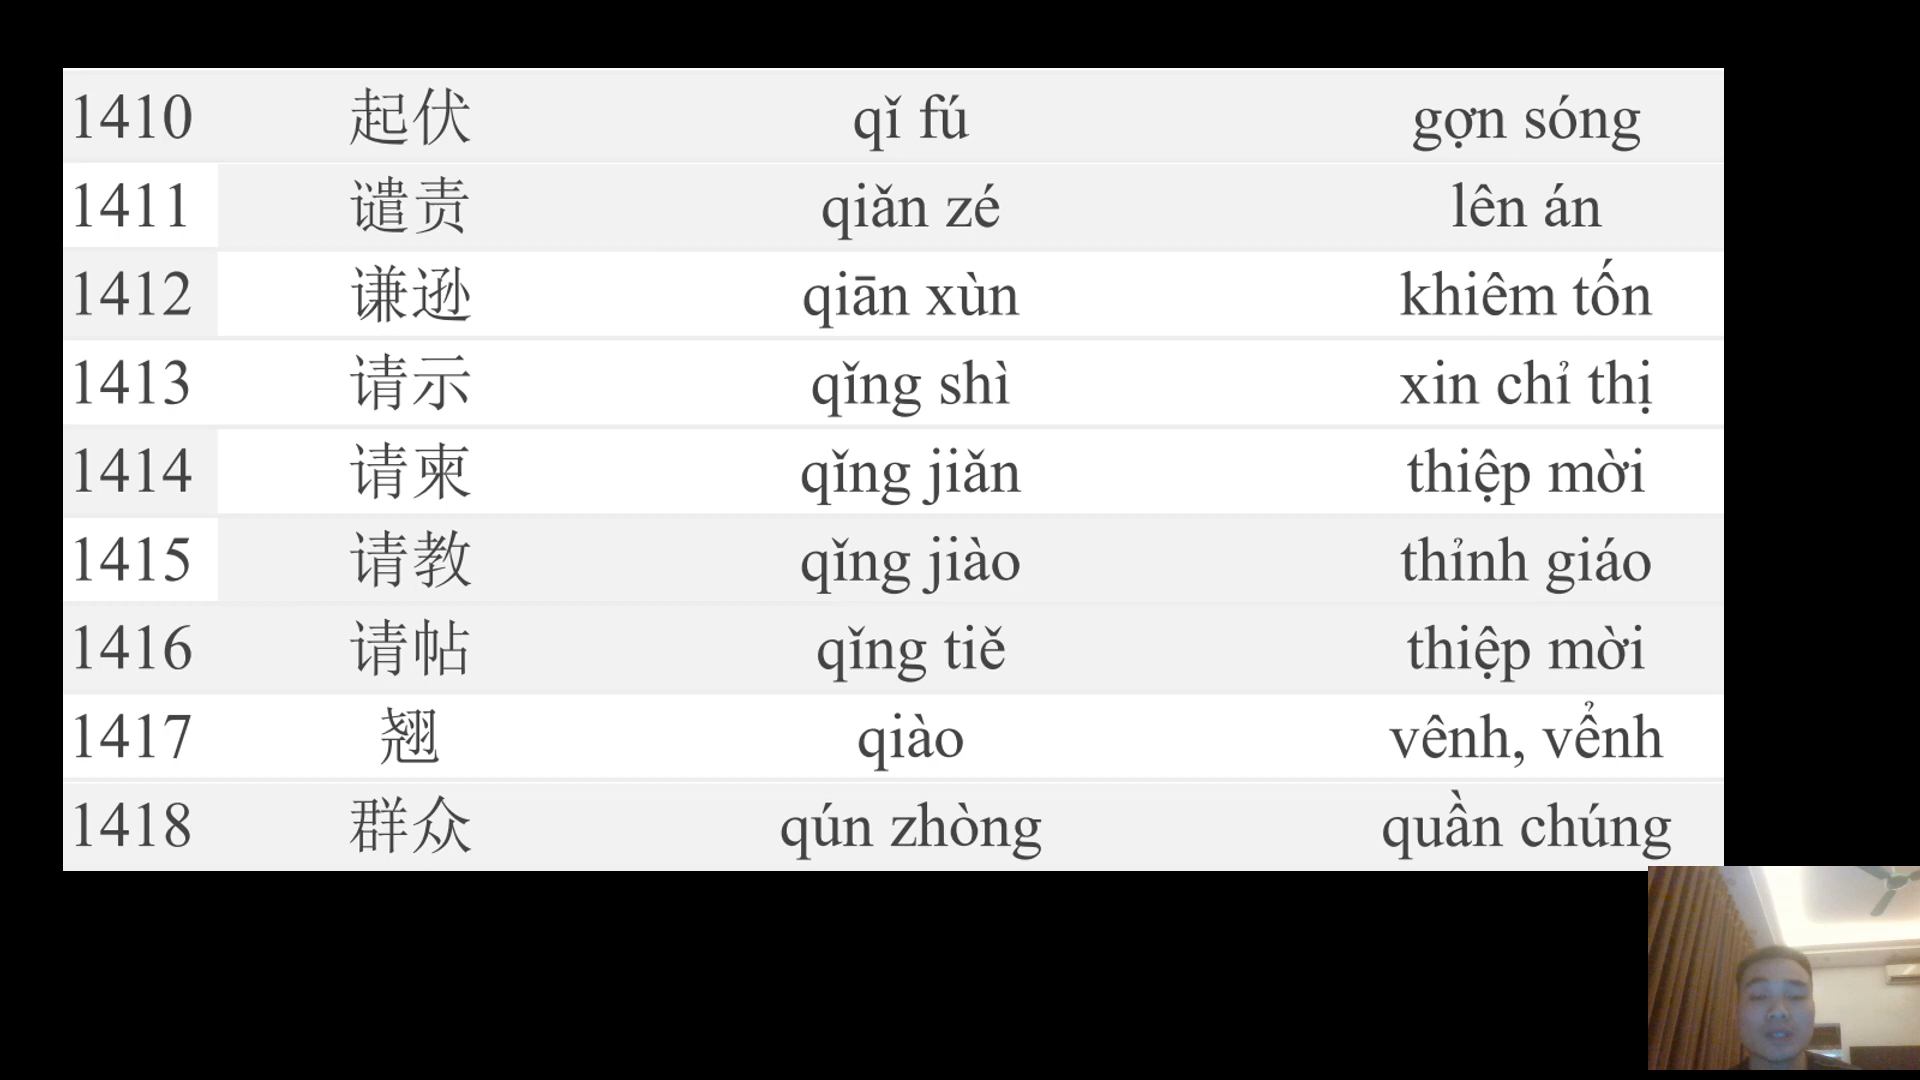 1410 起伏 qǐ fú gợn sóng
1411 谴责 qiǎn zé lên án
1412 谦逊 qiān xùn khiêm tốn
1413 请示 qǐng shì xin chỉ thị
1414 请柬 qǐng jiǎn thiệp mời
1415 请教 qǐng jiào thỉnh giáo
1416 请帖 qǐng tiě thiệp mời
1417 翘 qiào vênh, vểnh
1418 群众 qún zhòng quần chúng